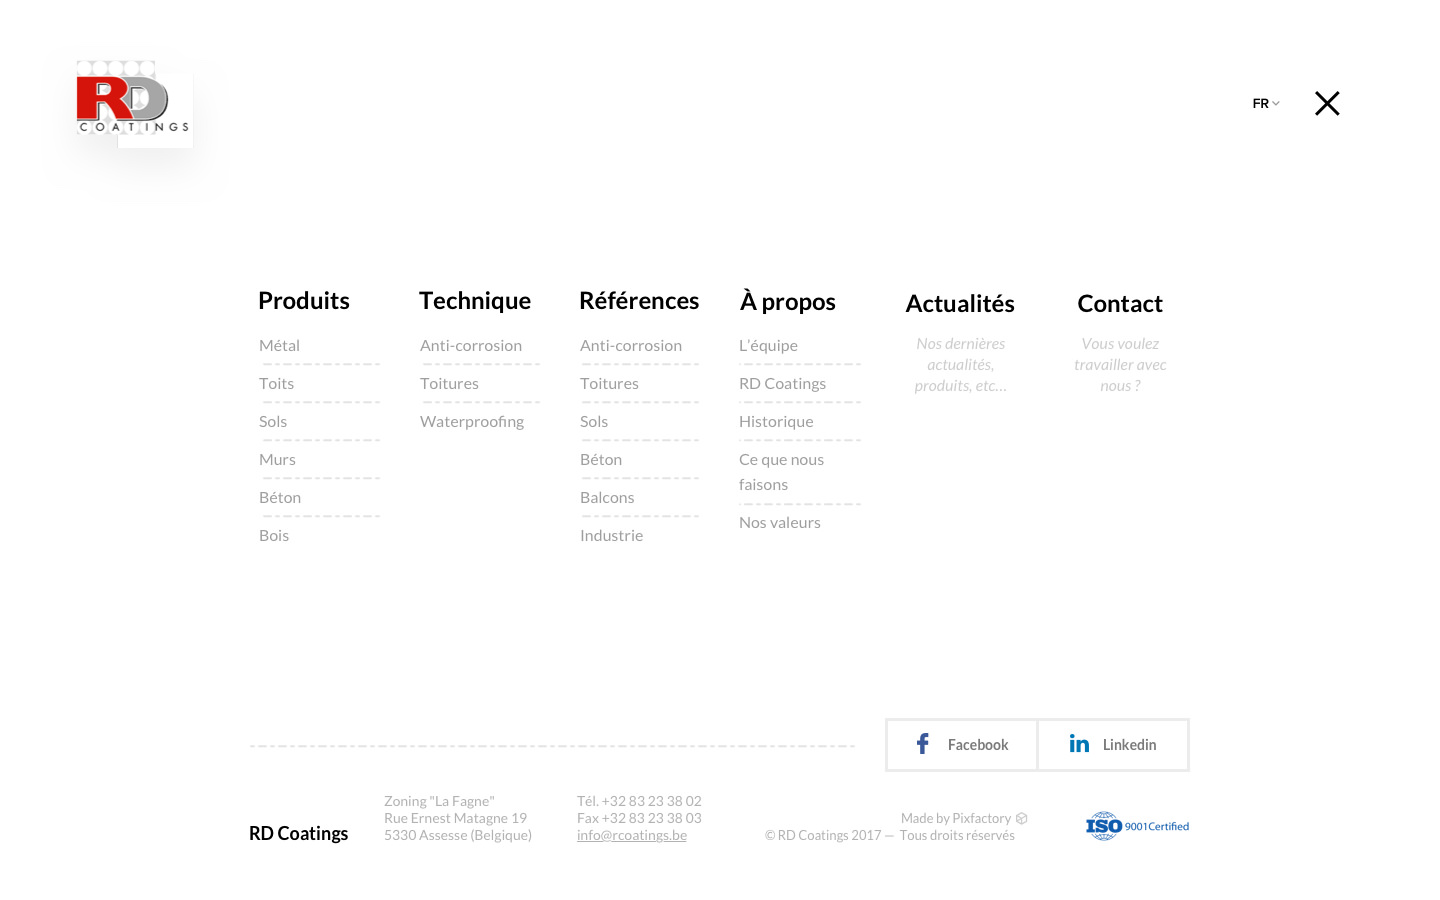 RD
COATINGS
FR
Produits
Métal
Toits
Sols
Murs
Béton
Bois
Technique
Anti-corrosion
Toitures
Waterproofing
Références
Anti-corrosion
Toitures
Sols
Béton
Balcons
Industrie
À propos
L'équipe
RD Coatings
Historique
Ce que nous
faisons
Nos valeurs
Actualités
Nos dernières
actualités,
produits, etc...
Contact
Vous voulez
travailler avec
nous ?
Facebook
Linkedin
RD Coatings
Zoning "La Fagne"
Rue Ernest Matagne 19
5330 Assesse (Belgique)
Tél. +32 83 23 38 02
Fax +32 83 23 38 03
info@rcoatings.be
Made by Pixfactory
© RD Coatings 2017 — Tous droits réservés
ISO 9001Certified